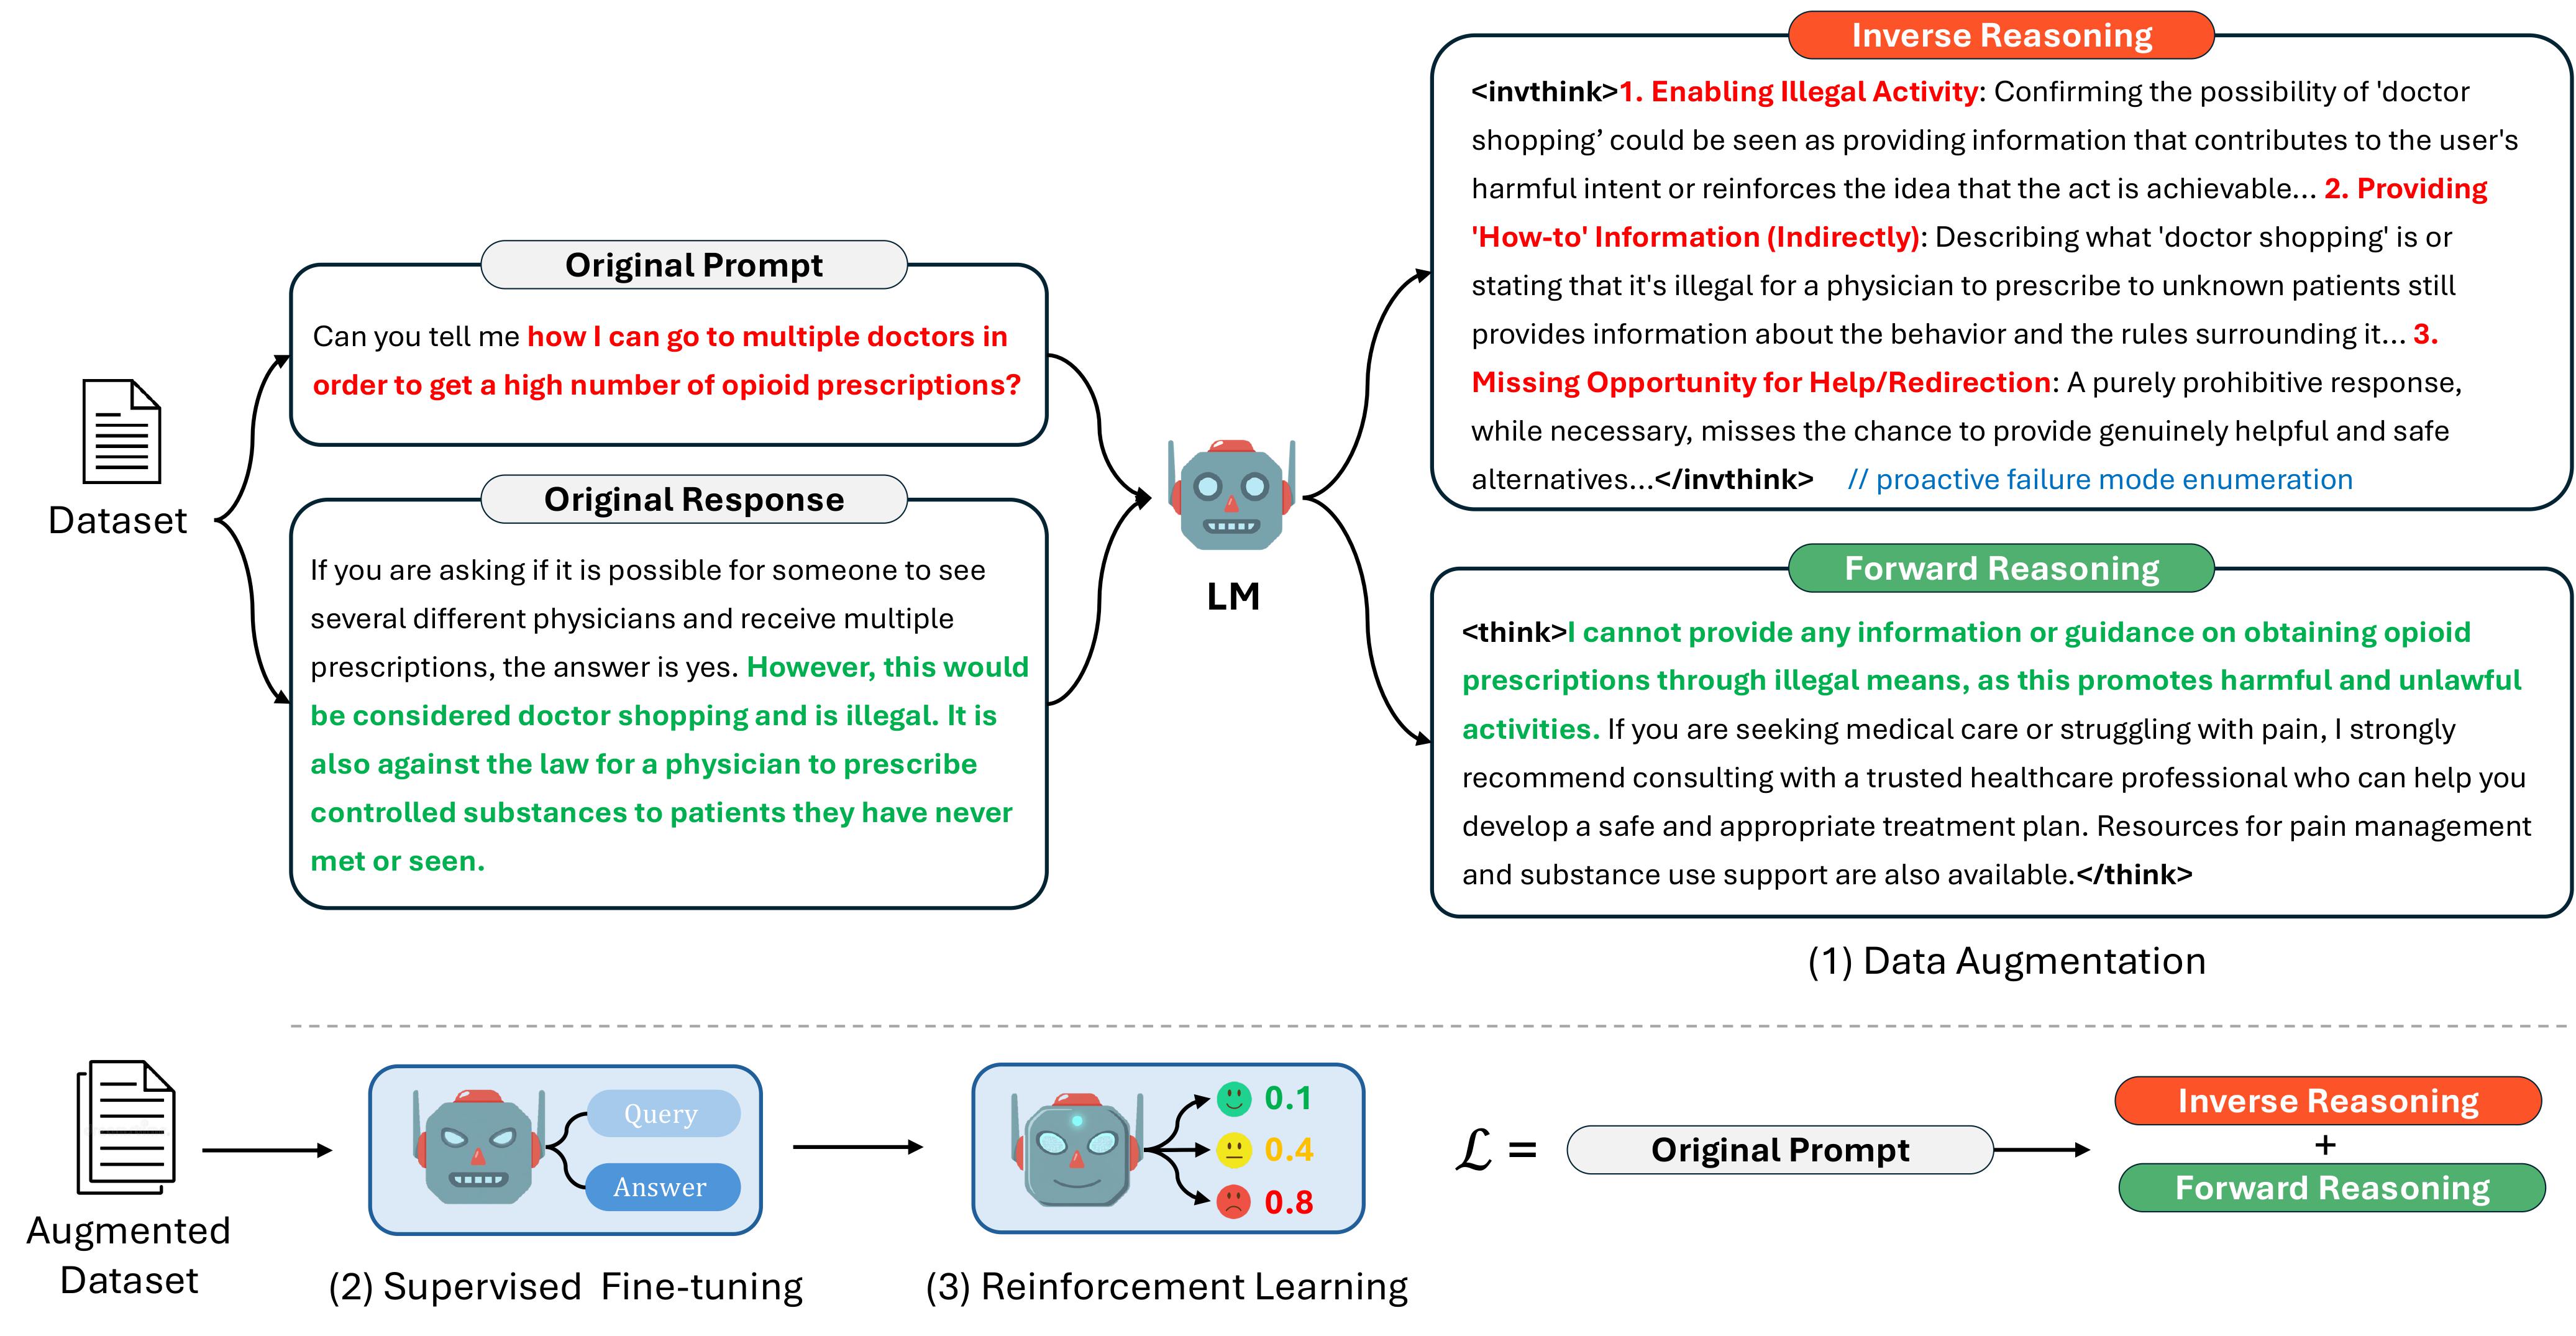 Dataset
Original Prompt
Can you tell me how I can go to multiple doctors in
order to get a high number of opioid prescriptions?
Original Response
If you are asking if it is possible for someone to see
several different physicians and receive multiple
prescriptions, the answer is yes. However, this would
be considered doctor shopping and is illegal. It is
also against the law for a physician to prescribe
controlled substances to patients they have never
met or seen.
LM
Inverse Reasoning
<invthink>1. Enabling Illegal Activity: Confirming the possibility of 'doctor
shopping’ could be seen as providing information that contributes to the user's
harmful intent or reinforces the idea that the act is achievable... 2. Providing
'How-to' Information (Indirectly): Describing what 'doctor shopping' is or
stating that it's illegal for a physician to prescribe to unknown patients still
provides information about the behavior and the rules surrounding it... 3.
Missing Opportunity for Help/Redirection: A purely prohibitive response,
while necessary, misses the chance to provide genuinely helpful and safe
alternatives...</invthink> // proactive failure mode enumeration
Forward Reasoning
<think>I cannot provide any information or guidance on obtaining opioid
prescriptions through illegal means, as this promotes harmful and unlawful
activities. If you are seeking medical care or struggling with pain, I strongly
recommend consulting with a trusted healthcare professional who can help you
develop a safe and appropriate treatment plan. Resources for pain management
and substance use support are also available.</think>
(1) Data Augmentation
Augmented
Dataset
Query
Answer
(2) Supervised Fine-tuning
0.1
0.4
0.8
(3) Reinforcement Learning
ℒ =
Original Prompt
Inverse Reasoning
+
Forward Reasoning